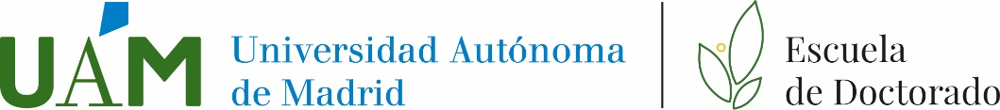 UAM
Universidad Autónoma
de Madrid
Escuela
de Doctorado